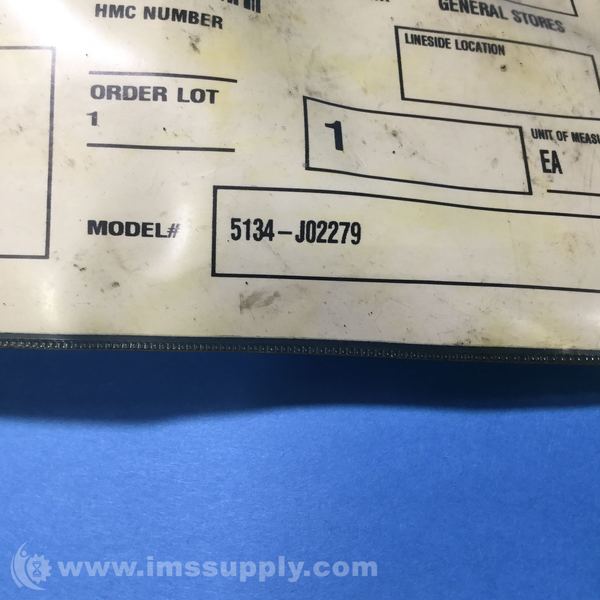 HMC NUMBER
GENERAL STORES
LINESIDE LOCATION
ORDER LOT
1
1
UNIT OF
EA
MODEL#
5134-J02279
www.imssupply.com